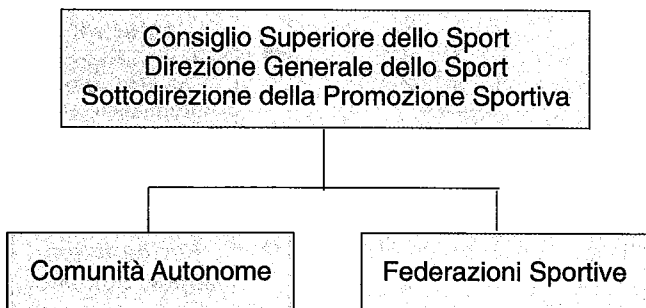 Consiglio Superiore dello Sport
Direzione Generale dello Sport
Sottodirezione della Promozione Sportiva
Comunità Autonome
Federazioni Sportive